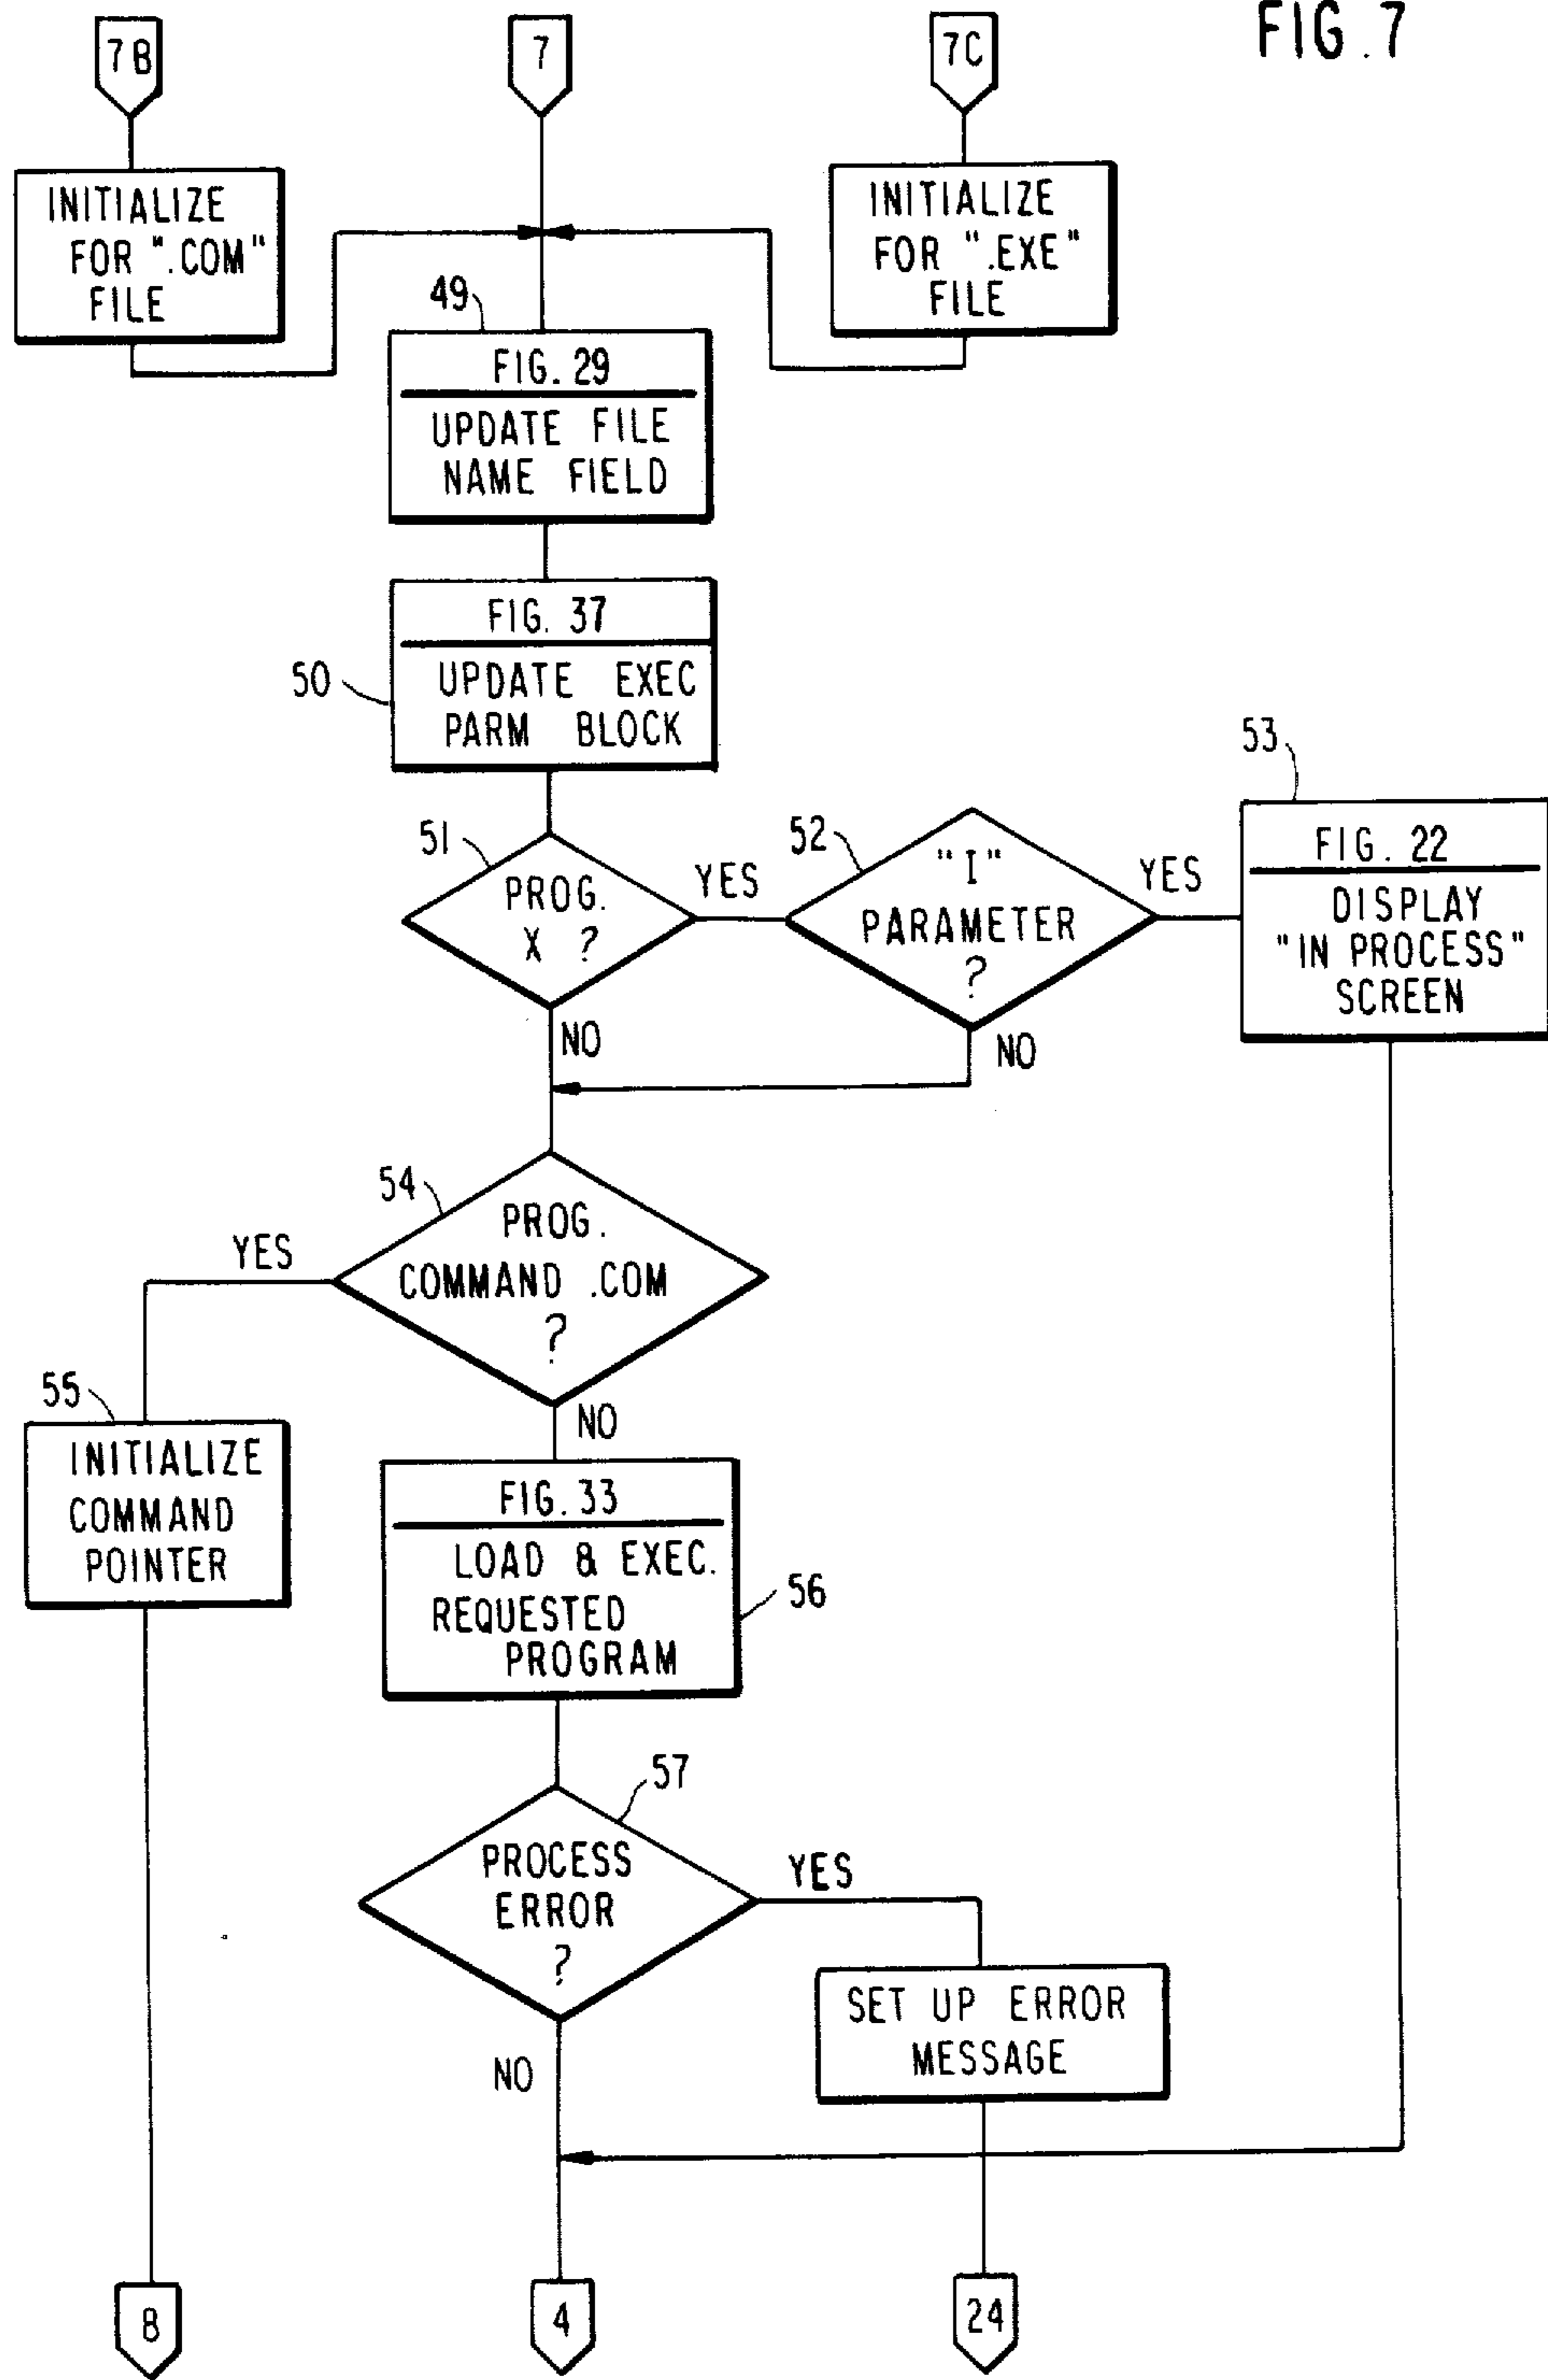 FIG. 7
7B
7
7C
INITIALIZE
FOR ".COM"
FILE
INITIALIZE
FOR ".EXE"
FILE
49
FIG. 29
UPDATE FILE
NAME FIELD
FIG. 37
50
UPDATE EXEC
PARM BLOCK
51
PROG.
X ?
YES
NO
52
"I"
PARAMETER
?
YES
NO
53
FIG. 22
DISPLAY
"IN PROCESS"
SCREEN
54
PROG.
COMMAND .COM
?
YES
NO
55
INITIALIZE
COMMAND
POINTER
FIG. 33
LOAD & EXEC.
REQUESTED
PROGRAM
56
57
PROCESS
ERROR
?
YES
NO
SET UP ERROR
MESSAGE
8
4
24